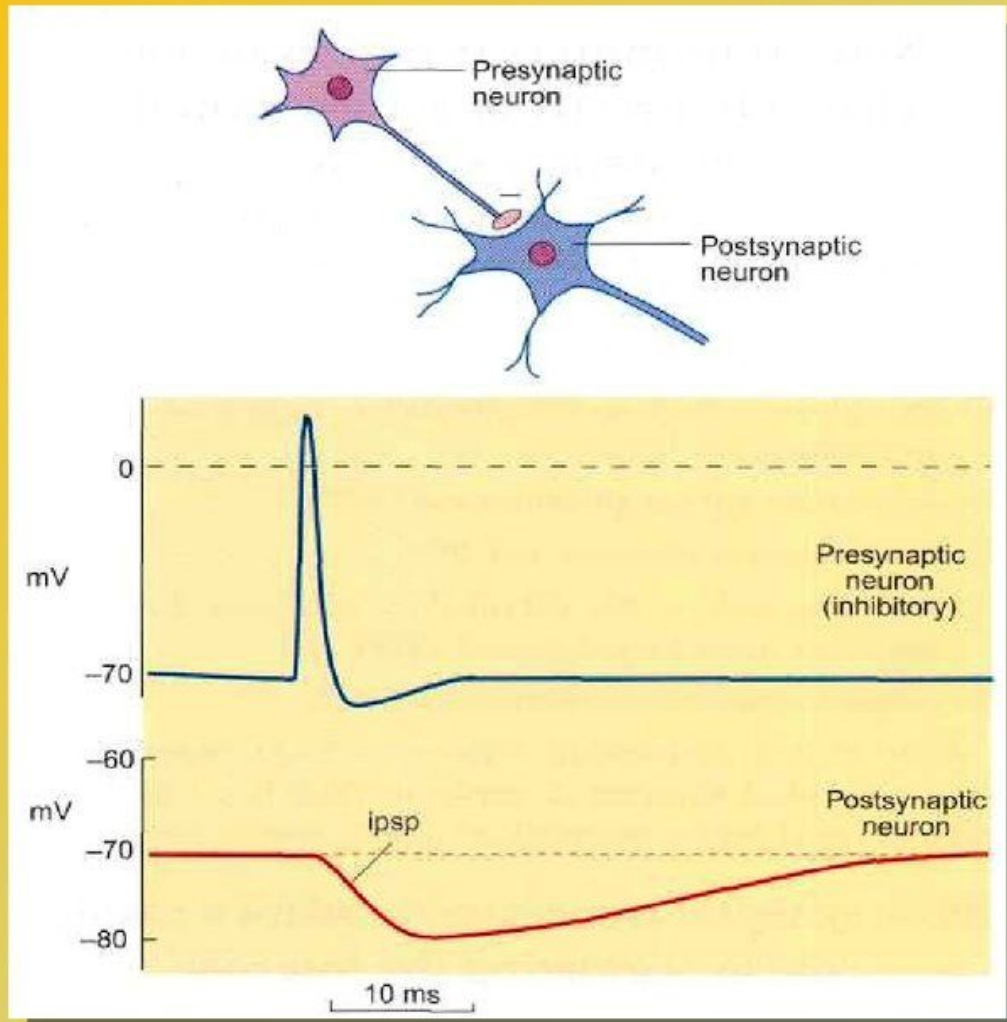 Presynaptic
neuron
Postsynaptic
neuron
0
mV
Presynaptic
neuron
(inhibitory)
–70
–60
mV
Postsynaptic
neuron
ipsp
–70
–80
10 ms